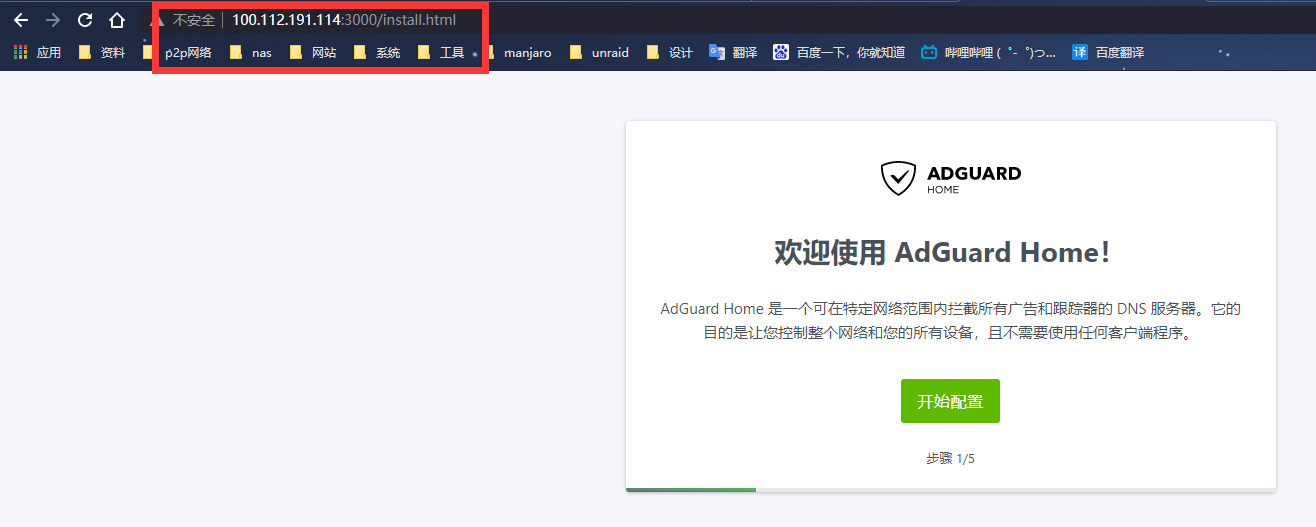 不安全 100.112.191.114:3000/install.html
应用 资料 p2p网络 nas 网站 系统 工具 manjaro unraid 设计 翻译 百度一下，你就知道 哔哩哔哩 (゜-゜)つ... 译 百度翻译
ADGUARD
HOME
欢迎使用 AdGuard Home！
AdGuard Home 是一个可在特定网络范围内拦截所有广告和跟踪器的 DNS 服务器。它的
目的是让您控制整个网络和您的所有设备，且不需要使用任何客户端程序。
开始配置
步骤 1/5